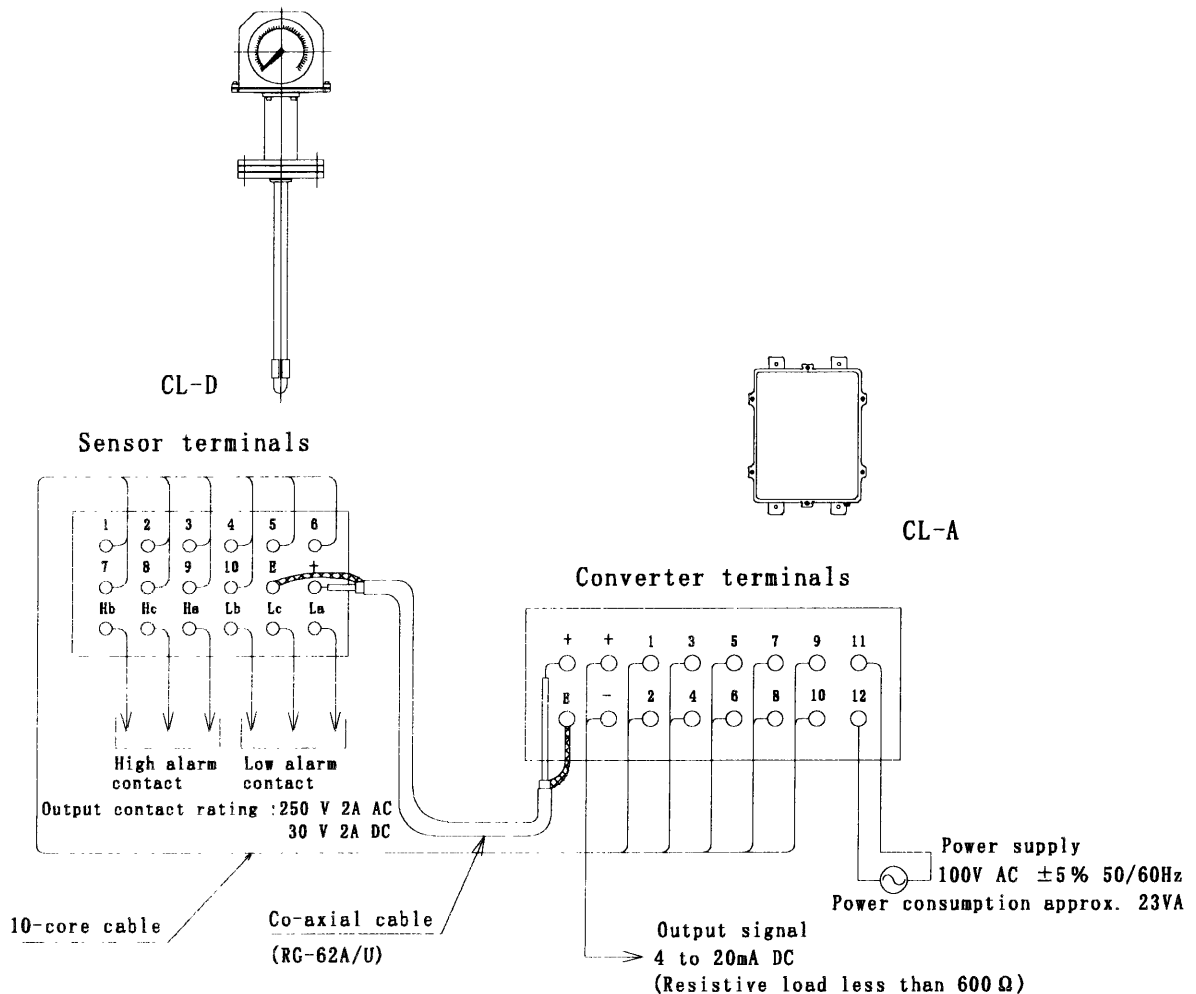 CL-D
Sensor terminals
1 2 3 4 5 6
7 8 9 10 E +
Hb Hc Ha Lb Lc La
High alarm contact
Low alarm contact
Output contact rating :250 V 2A AC
30 V 2A DC
10-core cable
Co-axial cable
(RG-62A/U)
CL-A
Converter terminals
+ + 1 3 5 7 9 11
E - 2 4 6 8 10 12
Power supply
100V AC ±5% 50/60Hz
Power consumption approx. 23VA
Output signal
4 to 20mA DC
(Resistive load less than 600Ω)